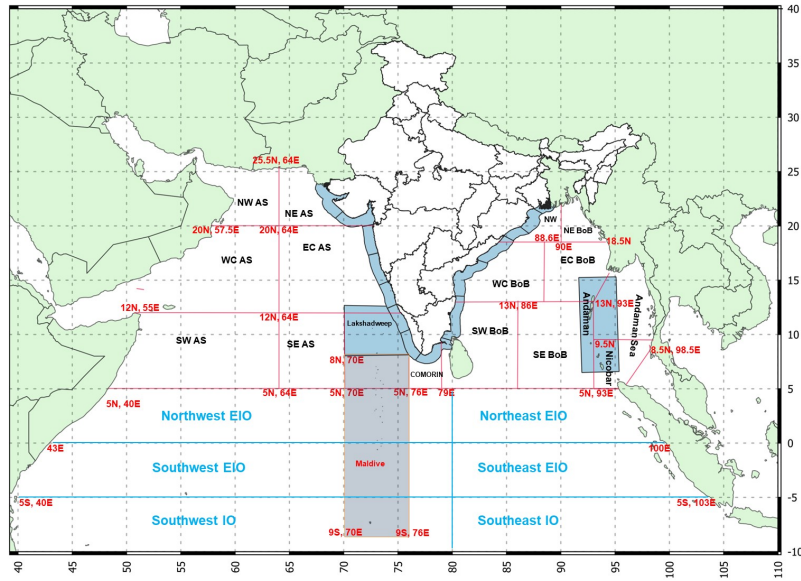 40
35
30
25.5N, 64E
25
NW AS
NE AS
NW
NE BoB
20N, 57.5E
20N, 64E
20
88.6E
90E
18.5N
WC AS
EC AS
EC BoB
15
WC BoB
12N, 55E
12N, 64E
13N, 86E
13N, 93E
Andaman
Andaman Sea
Lakshadweep
10
SW AS
SE AS
SW BoB
SE BoB
9.5N
8.5N, 98.5E
Nicobar
8N, 70E
COMORIN
5
5N, 40E
5N, 64E
5N, 70E
5N, 76E
79E
5N, 93E
Northwest EIO
Northeast EIO
0
43E
100E
Southwest EIO
Maldive
Southeast EIO
-5
5S, 40E
5S, 103E
Southwest IO
Southeast IO
9S, 70E
9S, 76E
-10
40
45
50
55
60
65
70
75
80
85
90
95
100
105
110